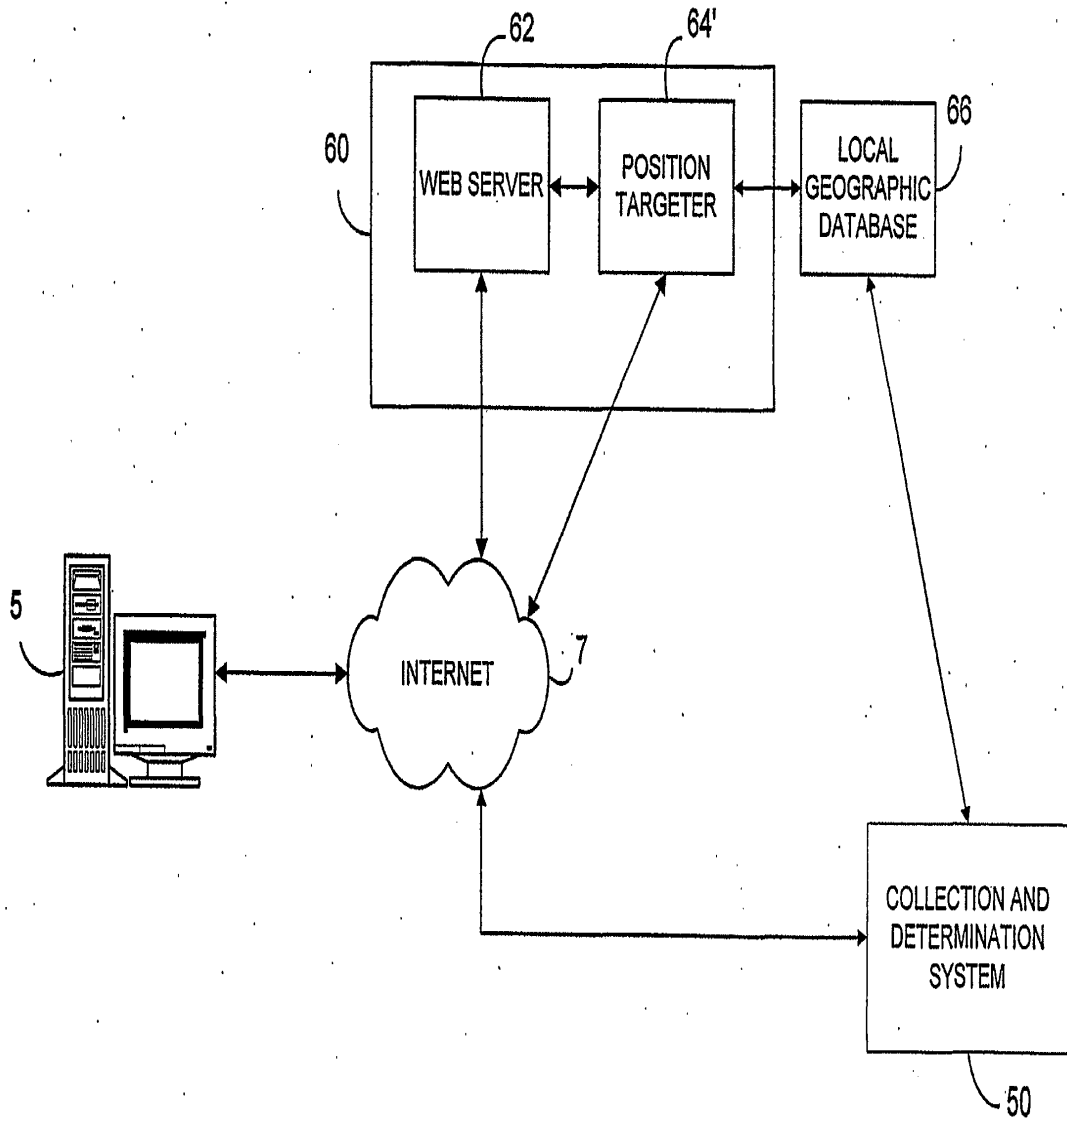 62
64'
66
60
WEB SERVER
POSITION
TARGETER
LOCAL
GEOGRAPHIC
DATABASE
5
INTERNET
7
COLLECTION AND
DETERMINATION
SYSTEM
50